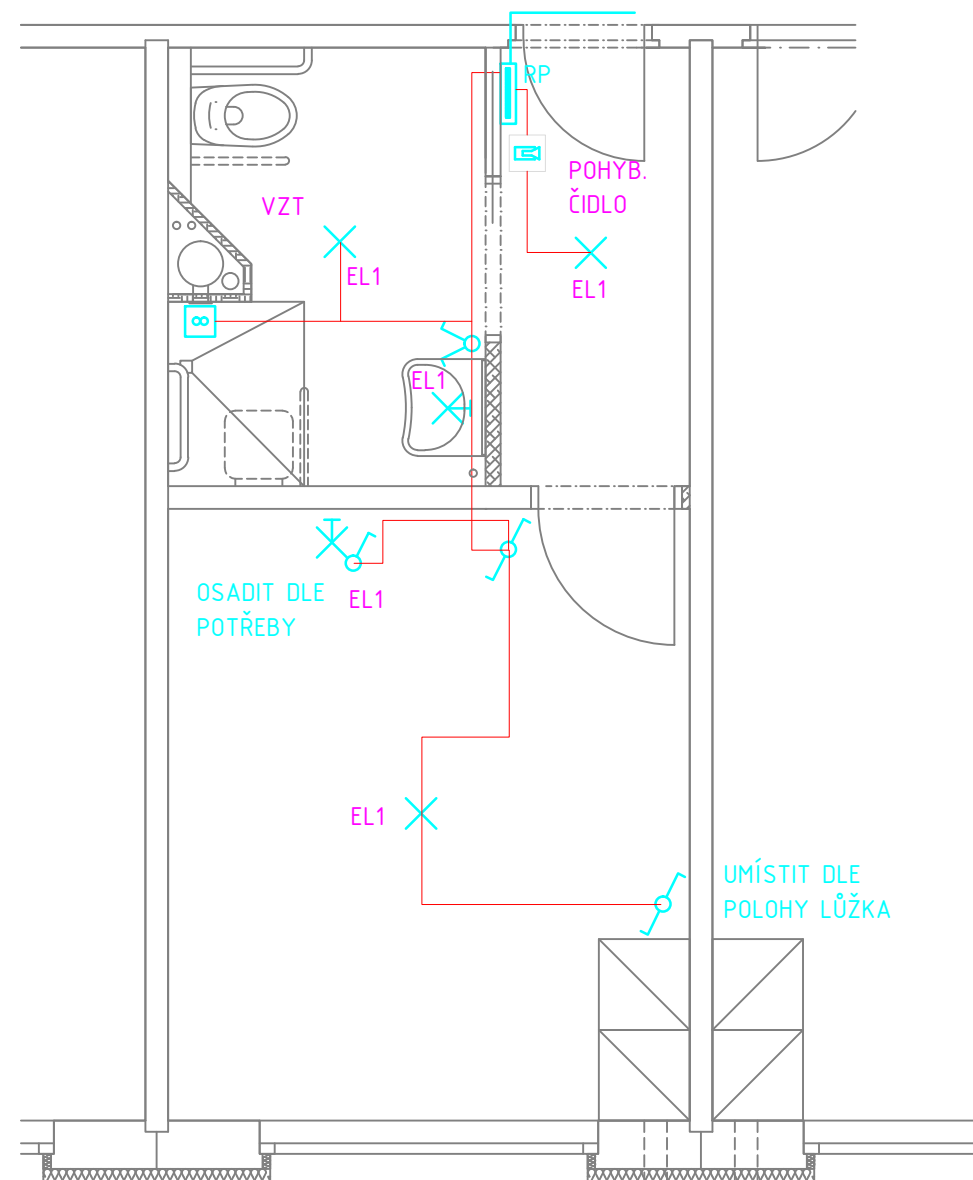 RP
POHYB.
ČIDLO
VZT
EL1
EL1
EL1
OSADIT DLE
POTŘEBY
EL1
EL1
UMÍSTIT DLE
POLOHY LŮŽKA